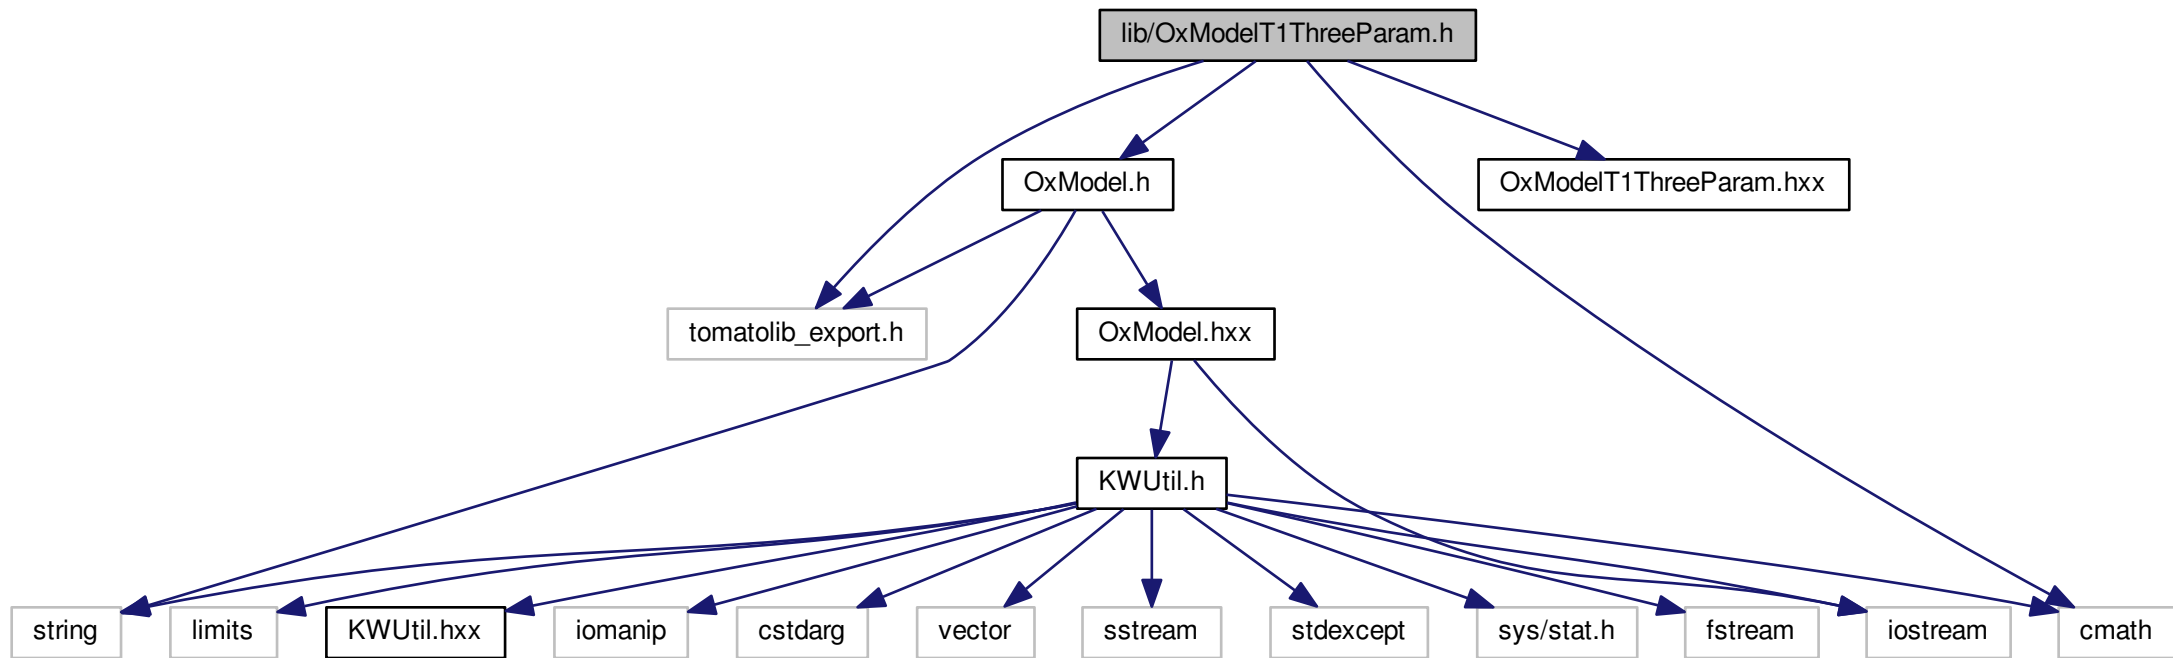 lib/OxModelT1ThreeParam.h
OxModel.h
OxModelT1ThreeParam.hxx
tomatolib_export.h
OxModel.hxx
KWUtil.h
string
limits
KWUtil.hxx
iomanip
cstdarg
vector
sstream
stdexcept
sys/stat.h
fstream
iostream
cmath